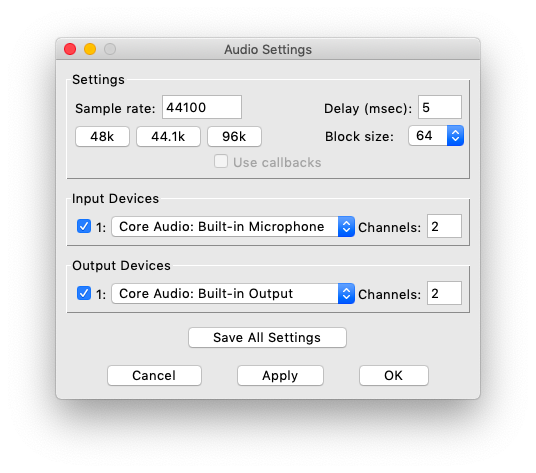 Audio Settings
Settings
Sample rate: 44100 Delay (msec): 5
48k 44.1k 96k Block size: 64
Use callbacks
Input Devices
1: Core Audio: Built-in Microphone Channels: 2
Output Devices
1: Core Audio: Built-in Output Channels: 2
Save All Settings
Cancel Apply OK